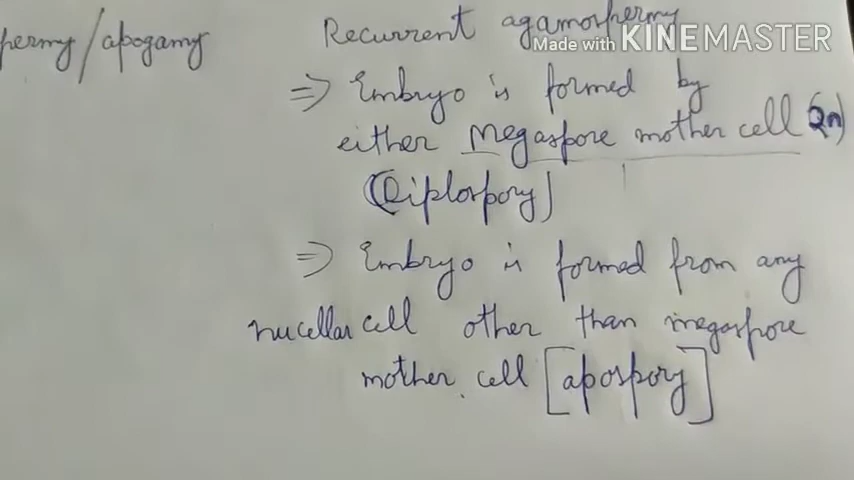 permy/apogamy
Recurrent agamospermy
Made with KINEMASTER
⇒ Embryo is formed by
either Megaspore mother cell (2n)
(Diplospory)
⇒ Embryo is formed from any
nucellar cell other than megaspore
mother cell [apospory]